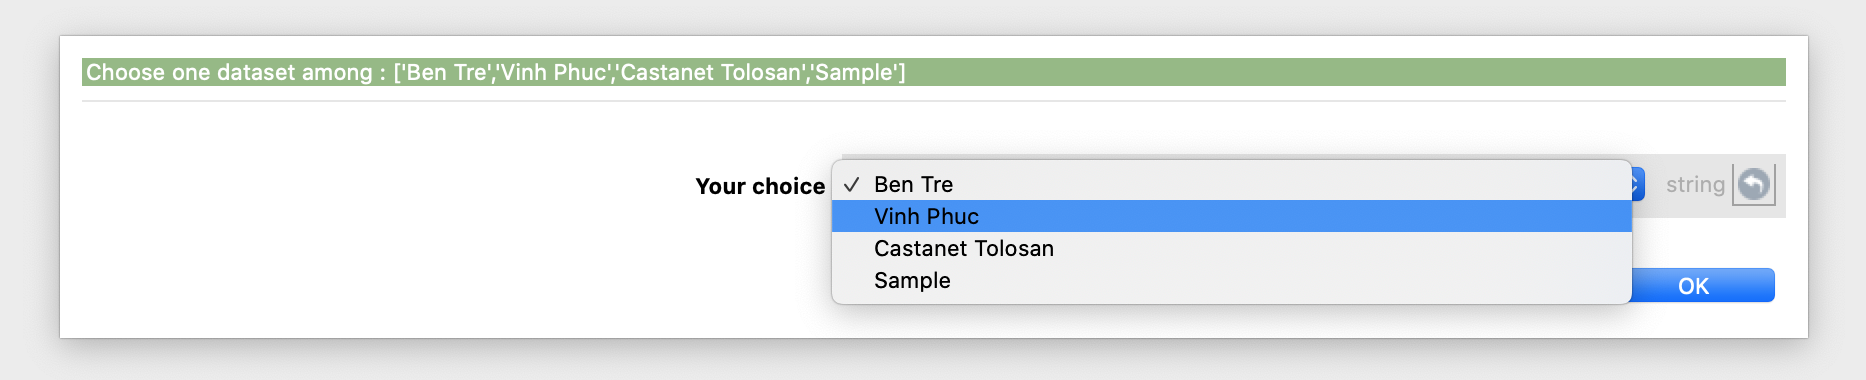 Choose one dataset among : ['Ben Tre','Vinh Phuc','Castanet Tolosan','Sample']
Your choice
✓ Ben Tre
string
Vinh Phuc
Castanet Tolosan
Sample
OK